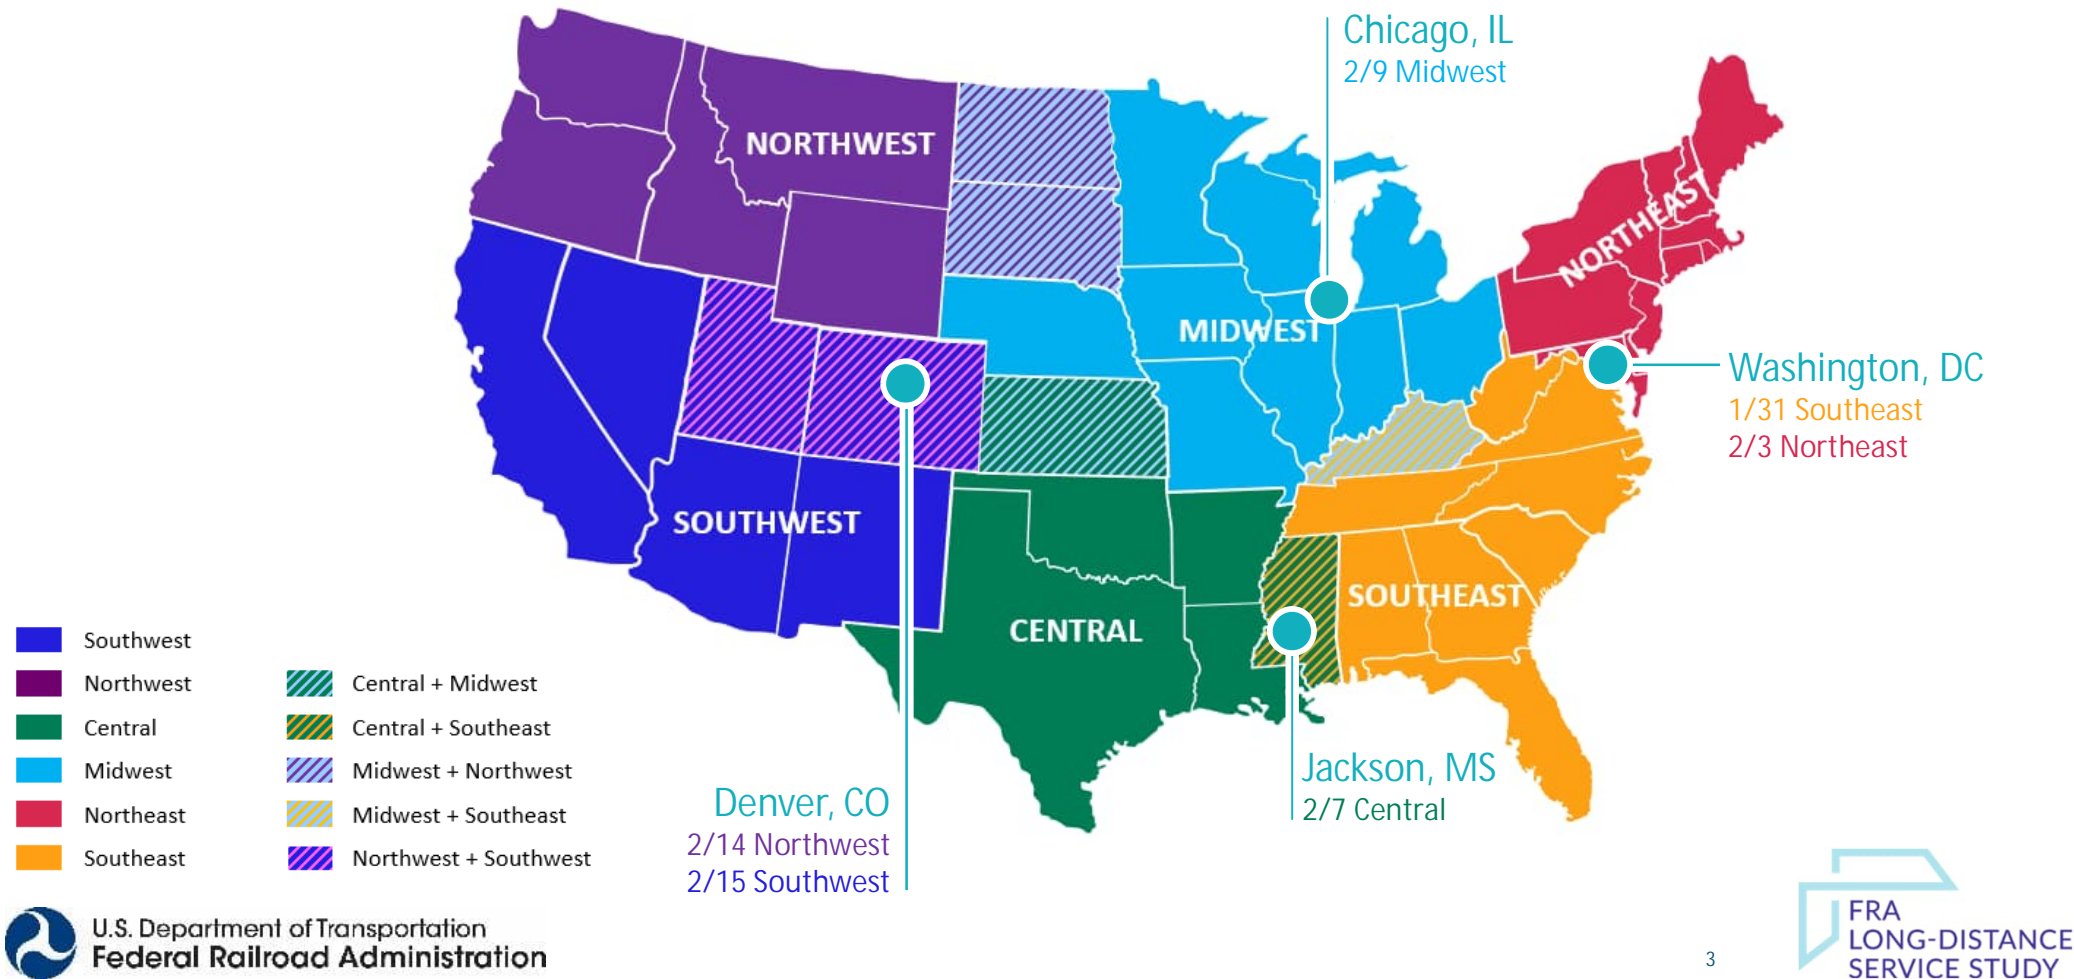 Chicago, IL
2/9 Midwest
NORTHWEST
NORTHEAST
MIDWEST
Washington, DC
1/31 Southeast
2/3 Northeast
SOUTHWEST
SOUTHEAST
CENTRAL
Jackson, MS
2/7 Central
Denver, CO
2/14 Northwest
2/15 Southwest
Southwest
Northwest
Central
Midwest
Northeast
Southeast
Central + Midwest
Central + Southeast
Midwest + Northwest
Midwest + Southeast
Northwest + Southwest
U.S. Department of Transportation
Federal Railroad Administration
3
FRA
LONG-DISTANCE
SERVICE STUDY